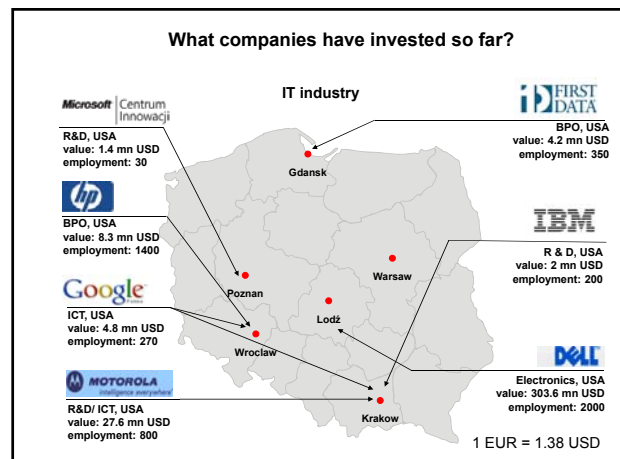 What companies have invested so far?
IT industry
Microsoft | Centrum
Innowacji
R&D, USA
value: 1.4 mn USD
employment: 30
hp
BPO, USA
value: 8.3 mn USD
employment: 1400
Google
ICT, USA
value: 4.8 mn USD
employment: 270
MOTOROLA
intelligence everywhere
R&D/ ICT, USA
value: 27.6 mn USD
employment: 800
Gdansk
Poznan
Warsaw
Lodź
Wroclaw
Krakow
FIRST
DATA
BPO, USA
value: 4.2 mn USD
employment: 350
IBM
R & D, USA
value: 2 mn USD
employment: 200
DELL
Electronics, USA
value: 303.6 mn USD
employment: 2000
1 EUR = 1.38 USD